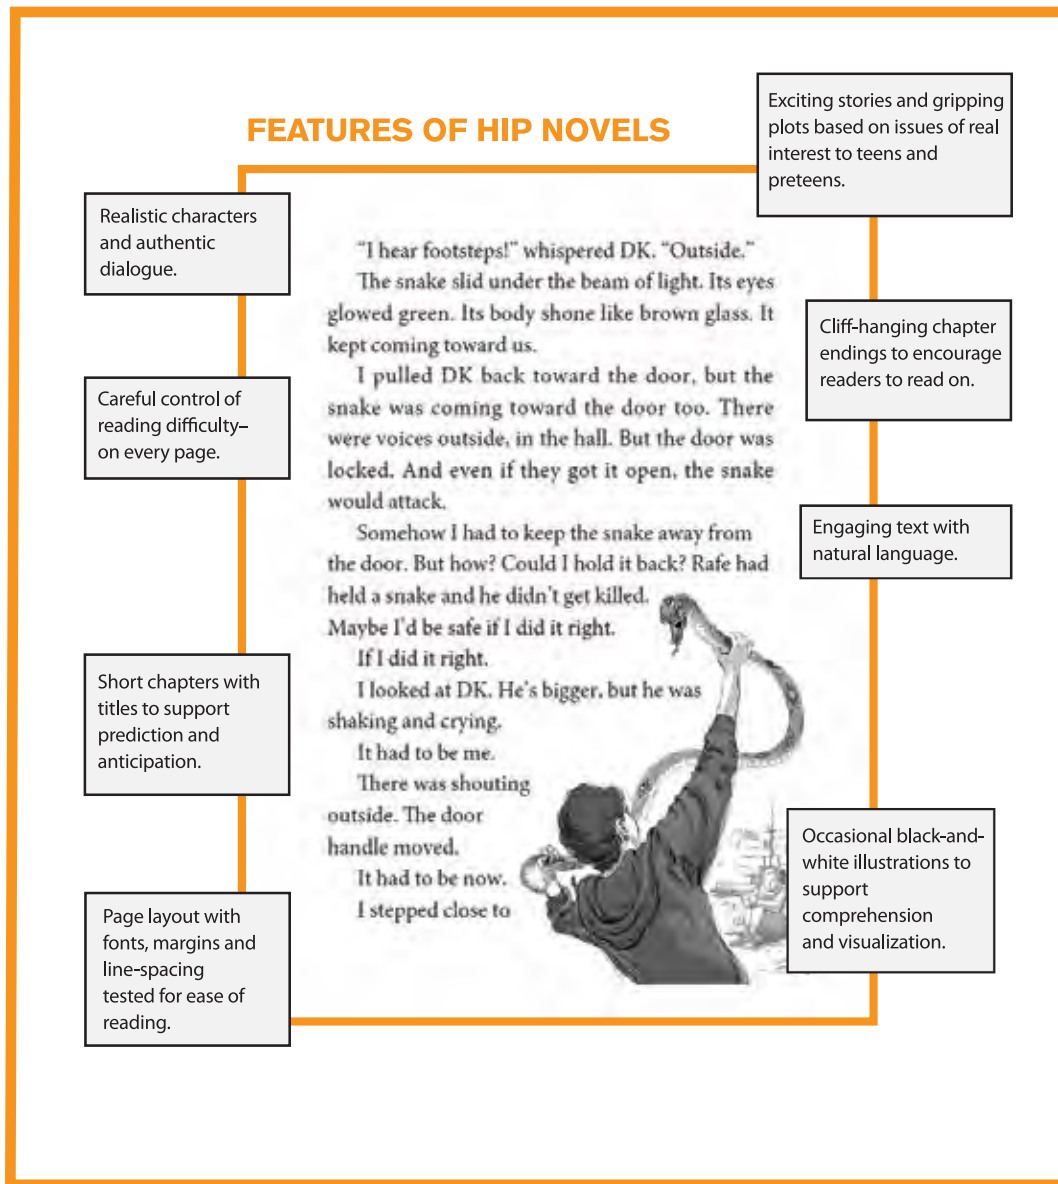 FEATURES OF HIP NOVELS
Exciting stories and gripping
plots based on issues of real
interest to teens and
preteens.
Realistic characters
and authentic
dialogue.
Careful control of
reading difficulty–
on every page.
Short chapters with
titles to support
prediction and
anticipation.
Page layout with
fonts, margins and
line-spacing
tested for ease of
reading.
“I hear footsteps!” whispered DK. “Outside.”
The snake slid under the beam of light. Its eyes
glowed green. Its body shone like brown glass. It
kept coming toward us.
I pulled DK back toward the door, but the
snake was coming toward the door too. There
were voices outside, in the hall. But the door was
locked. And even if they got it open, the snake
would attack.
Somehow I had to keep the snake away from
the door. But how? Could I hold it back? Rafe had
held a snake and he didn’t get killed.
Maybe I’d be safe if I did it right.
If I did it right.
I looked at DK. He’s bigger, but he was
shaking and crying.
It had to be me.
There was shouting
outside. The door
handle moved.
It had to be now.
I stepped close to
Cliff-hanging chapter
endings to encourage
readers to read on.
Engaging text with
natural language.
Occasional black-and-
white illustrations to
support
comprehension
and visualization.